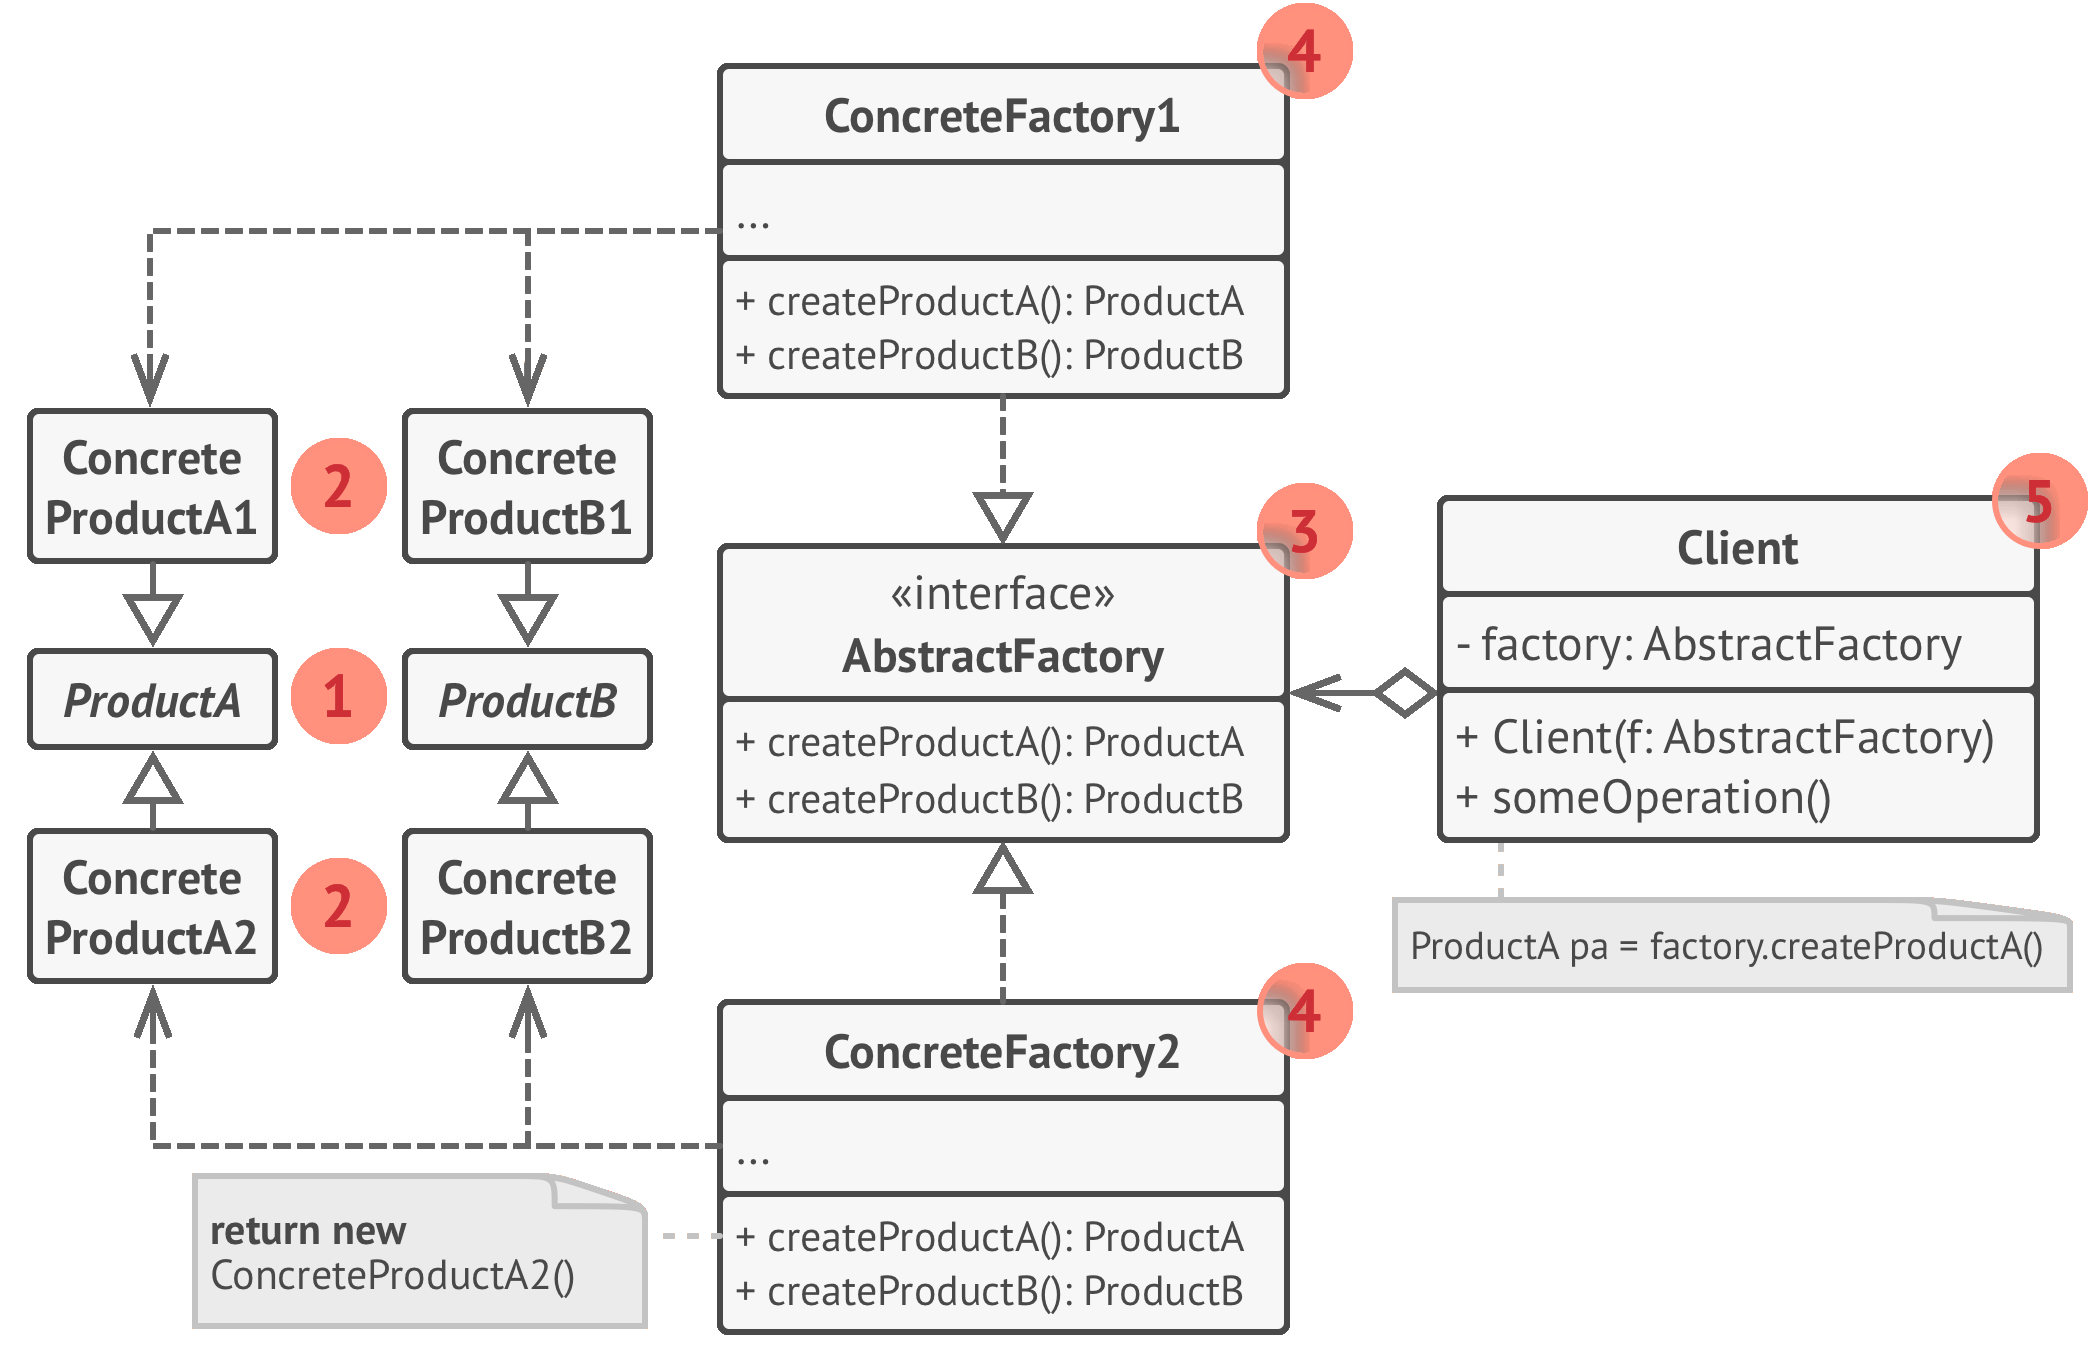 4
ConcreteFactory1
...
+ createProductA(): ProductA
+ createProductB(): ProductB
Concrete
ProductA1
2
Concrete
ProductB1
ProductA
1
ProductB
Concrete
ProductA2
2
Concrete
ProductB2
3
«interface»
AbstractFactory
+ createProductA(): ProductA
+ createProductB(): ProductB
5
Client
- factory: AbstractFactory
+ Client(f: AbstractFactory)
+ someOperation()
ProductA pa = factory.createProductA()
4
ConcreteFactory2
...
+ createProductA(): ProductA
+ createProductB(): ProductB
return new
ConcreteProductA2()